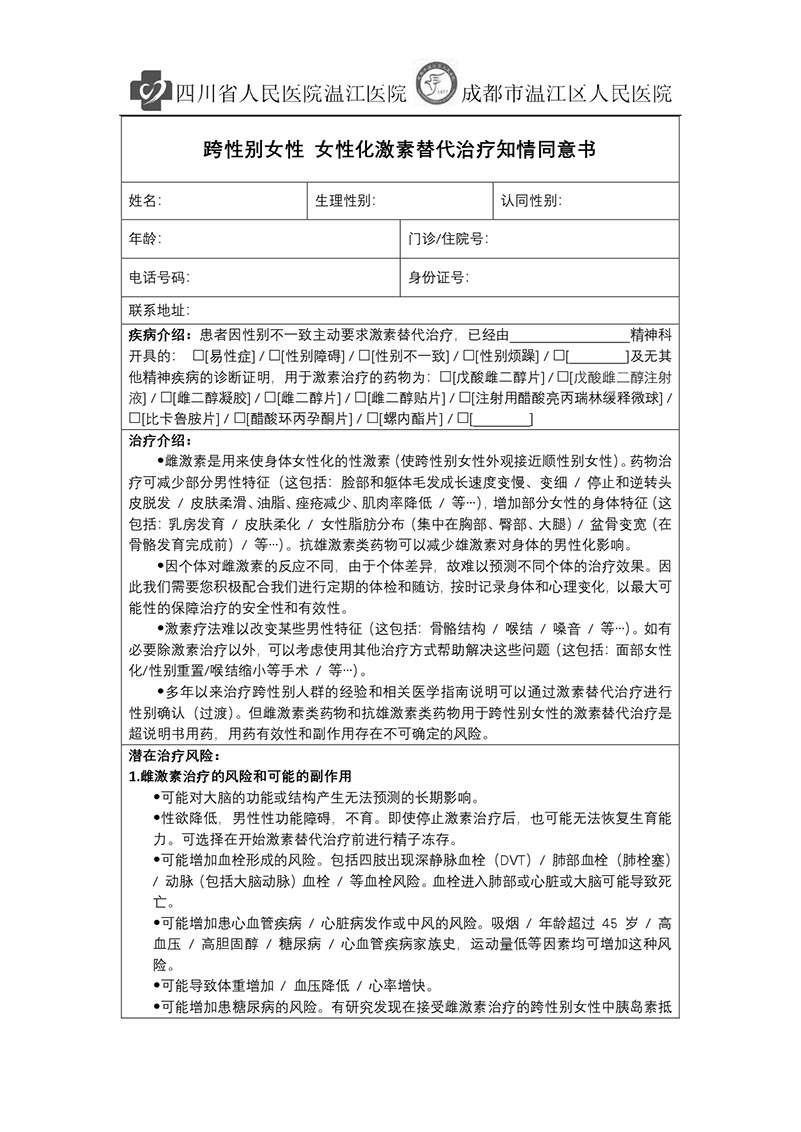 四川省人民医院温江医院 成都市温江区人民医院
跨性别女性 女性化激素替代治疗知情同意书
姓名： 生理性别： 认同性别：
年龄： 门诊/住院号：
电话号码： 身份证号：
联系地址：
疾病介绍：患者因性别不一致主动要求激素替代治疗，已经由________________精神科
开具的： □[易性症] / □[性别障碍] / □[性别不一致] / □[性别烦躁] / □[________]及无其
他精神疾病的诊断证明，用于激素治疗的药物为：□[戊酸雌二醇片] / □[戊酸雌二醇注射
液] / □[雌二醇凝胶] / □[雌二醇片] / □[雌二醇贴片] / □[注射用醋酸亮丙瑞林缓释微球] /
□[比卡鲁胺片] / □[醋酸环丙孕酮片] / □[螺内酯片] / □[________]
治疗介绍：
●雌激素是用来使身体女性化的性激素（使跨性别女性外观接近顺性别女性）。药物治
疗可减少部分男性特征（这包括：脸部和躯体毛发成长速度变慢、变细 / 停止和逆转头
皮脱发 / 皮肤柔滑、油脂、痤疮减少、肌肉率降低 / 等…），增加部分女性的身体特征（这
包括：乳房发育 / 皮肤柔化 / 女性脂肪分布（集中在胸部、臀部、大腿）/ 盆骨变宽（在
骨骼发育完成前）/ 等…）。抗雄激素类药物可以减少雄激素对身体的男性化影响。
●因个体对雌激素的反应不同，由于个体差异，故难以预测不同个体的治疗效果。因
此我们需要您积极配合我们进行定期的体检和随访，按时记录身体和心理变化，以最大可
能性的保障治疗的安全性和有效性。
●激素疗法难以改变某些男性特征（这包括：骨骼结构 / 喉结 / 嗓音 / 等…）。如有
必要除激素治疗以外，可以考虑使用其他治疗方式帮助解决这些问题（这包括：面部女性
化/性别重置/喉结缩小等手术 / 等…）。
●多年以来治疗跨性别人群的经验和相关医学指南说明可以通过激素替代治疗进行
性别确认（过渡）。但雌激素类药物和抗雄激素类药物用于跨性别女性的激素替代治疗是
超说明书用药，用药有效性和副作用存在不可确定的风险。
潜在治疗风险：
1.雌激素治疗的风险和可能的副作用
●可能对大脑的功能或结构产生无法预测的长期影响。
●性欲降低，男性性功能障碍，不育。即使停止激素治疗后，也可能无法恢复生育能
力。可选择在开始激素替代治疗前进行精子冻存。
●可能增加血栓形成的风险。包括四肢出现深静脉血栓（DVT）/ 肺部血栓（肺栓塞）
/ 动脉（包括大脑动脉）血栓 / 等血栓风险。血栓进入肺部或心脏或大脑可能导致死
亡。
●可能增加患心血管疾病 / 心脏病发作或中风的风险。吸烟 / 年龄超过 45 岁 / 高
血压 / 高胆固醇 / 糖尿病 / 心血管疾病家族史，运动量低等因素均可增加这种风
险。
●可能导致体重增加 / 血压降低 / 心率增快。
●可能增加患糖尿病的风险。有研究发现在接受雌激素治疗的跨性别女性中胰岛素抵